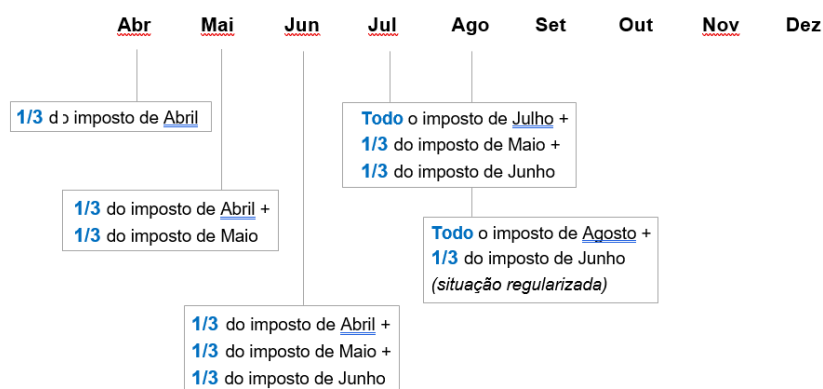 Abr Mai Jun Jul Ago Set Out Nov Dez
1/3 do imposto de Abril
Todo o imposto de Julho +
1/3 do imposto de Maio +
1/3 do imposto de Junho
1/3 do imposto de Abril +
1/3 do imposto de Maio
Todo o imposto de Agosto +
1/3 do imposto de Junho
(situação regularizada)
1/3 do imposto de Abril +
1/3 do imposto de Maio +
1/3 do imposto de Junho